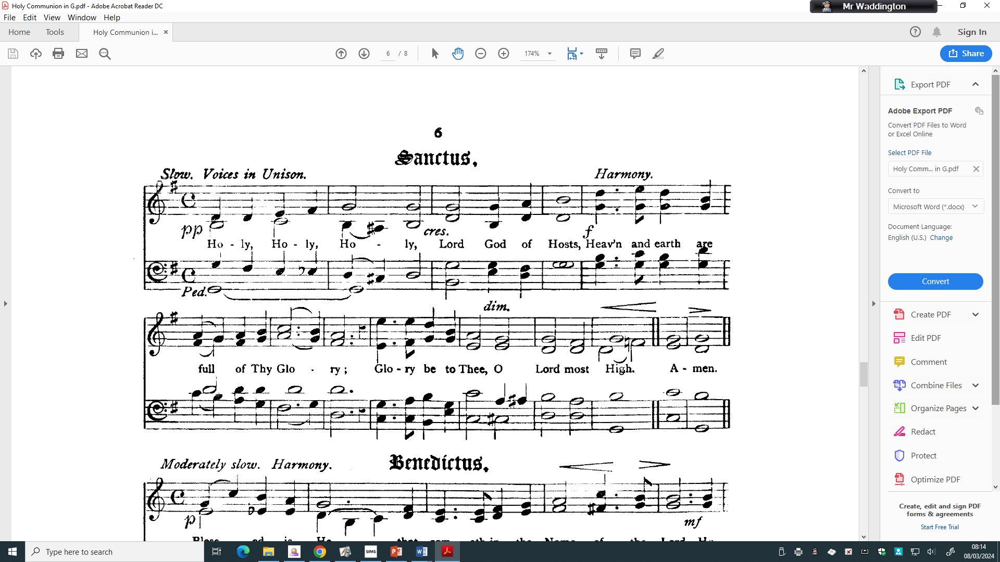 Holy Communion in G.pdf - Adobe Acrobat Reader DC
Mr Waddington
File Edit View Window Help
Home Tools Holy Communion i... ×
Sign In
6 / 8
174%
Share
6
Sanctus.
Slow. Voices in Unison. Harmony.
pp cres. f
Ho - ly, Ho - ly, Ho - ly, Lord God of Hosts, Heav'n and earth are
Ped.
dim.
full of Thy Glo - ry; Glo - ry be to Thee, O Lord most High. A - men.
Moderately slow. Harmony. Benedictus.
p mf
Export PDF
Adobe Export PDF
Convert PDF Files to Word
or Excel Online
Select PDF File
Holy Comm... in G.pdf
Convert to
Microsoft Word (*.docx)
Document Language:
English (U.S.) Change
Convert
Create PDF
Edit PDF
Comment
Combine Files
Organize Pages
Redact
Protect
Optimize PDF
Create, edit and sign PDF
forms & agreements
Start Free Trial
Type here to search
SIMS
08:14
08/03/2024